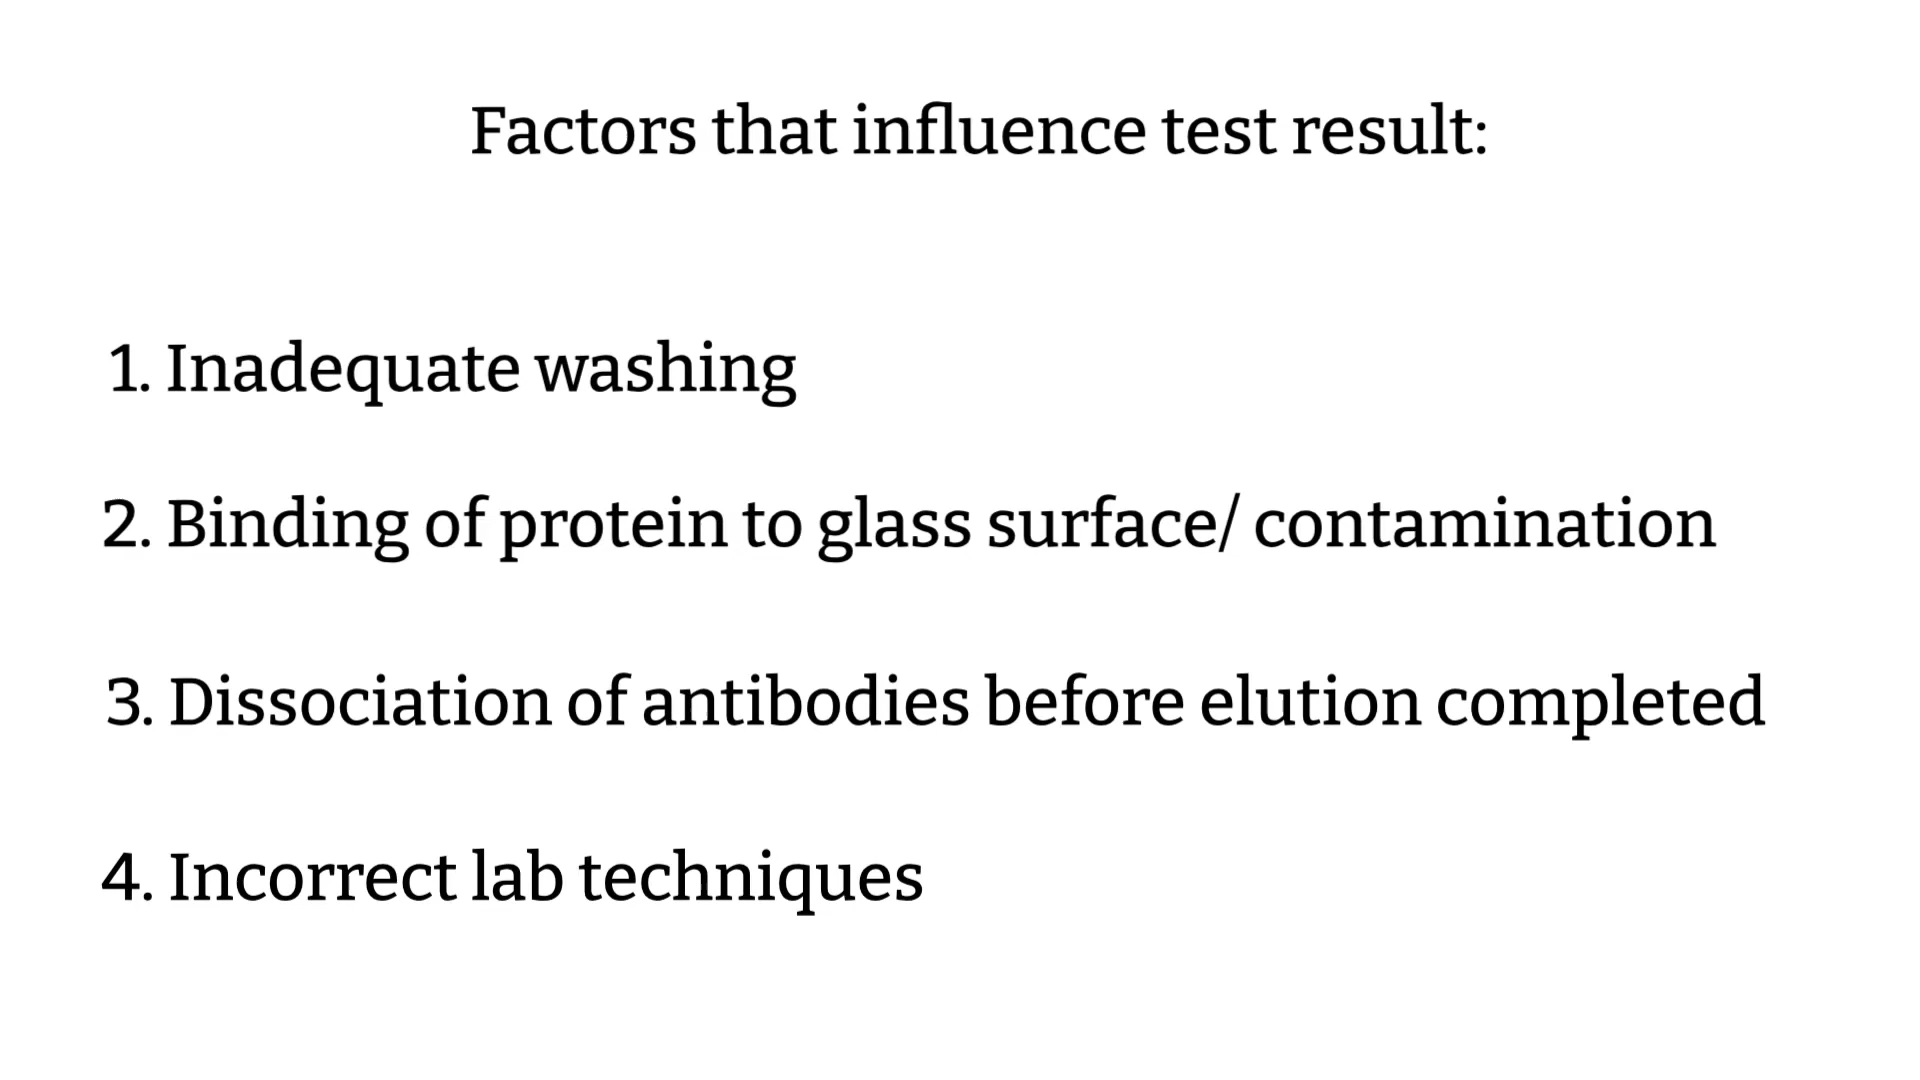 Factors that influence test result:
1. Inadequate washing
2. Binding of protein to glass surface/ contamination
3. Dissociation of antibodies before elution completed
4. Incorrect lab techniques